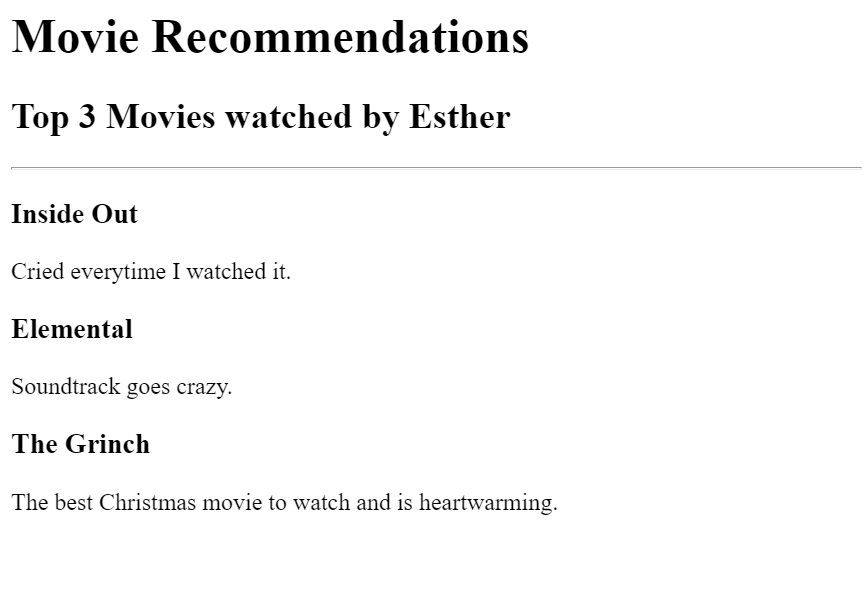 Movie Recommendations
Top 3 Movies watched by Esther
Inside Out
Cried everytime I watched it.
Elemental
Soundtrack goes crazy.
The Grinch
The best Christmas movie to watch and is heartwarming.